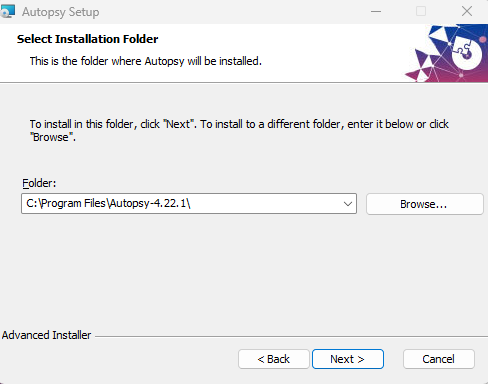 Autopsy Setup
Select Installation Folder
This is the folder where Autopsy will be installed.
To install in this folder, click "Next". To install to a different folder, enter it below or click
"Browse".
Folder:
C:\Program Files\Autopsy-4.22.1\
Browse...
Advanced Installer
< Back
Next >
Cancel